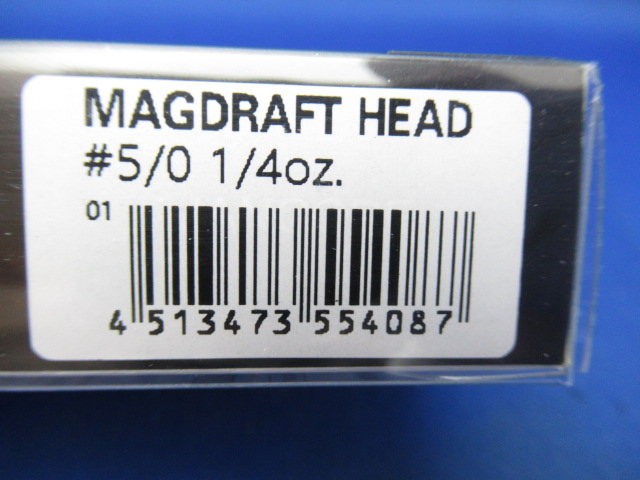 MAGDRAFT HEAD
#5/0 1/4oz.
01
4 513473 554087